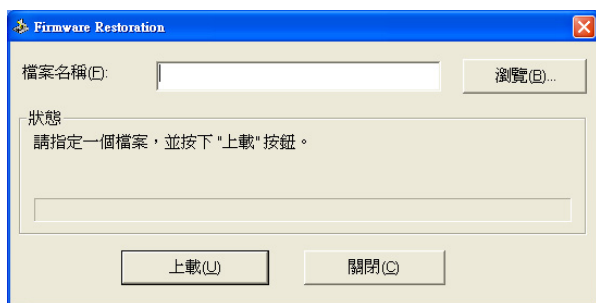 Firmware Restoration
檔案名稱(F):
瀏覽(B)...
狀態
請指定一個檔案，並按下 "上載" 按鈕。
上載(U)
關閉(C)